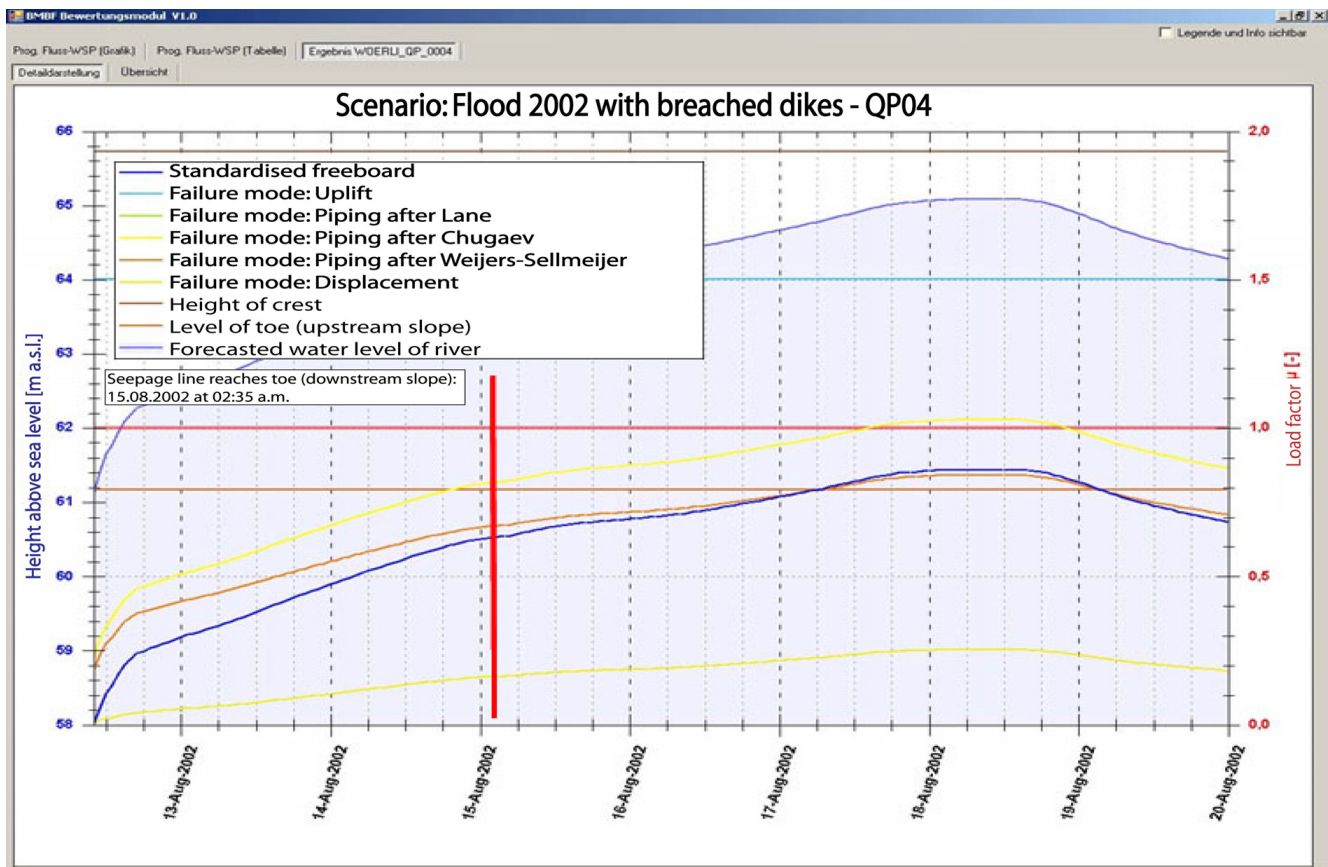 BMBF Bewertungsmodul V1.0
Legende und Info sichtbar
Prog. Fluss-WSP (Grafik) Prog. Fluss-WSP (Tabelle) Ergebnis WOERLI_QP_0004
Detaildarstellung Übersicht
Scenario: Flood 2002 with breached dikes - QP04
Standardised freeboard
Failure mode: Uplift
Failure mode: Piping after Lane
Failure mode: Piping after Chugaev
Failure mode: Piping after Weijers-Sellmeijer
Failure mode: Displacement
Height of crest
Level of toe (upstream slope)
Forecasted water level of river
Seepage line reaches toe (downstream slope):
15.08.2002 at 02:35 a.m.
Height above sea level [m a.s.l.]
66
65
64
63
62
61
60
59
58
Load factor µ [-]
2,0
1,5
1,0
0,5
0,0
13-Aug-2002
14-Aug-2002
15-Aug-2002
16-Aug-2002
17-Aug-2002
18-Aug-2002
19-Aug-2002
20-Aug-2002